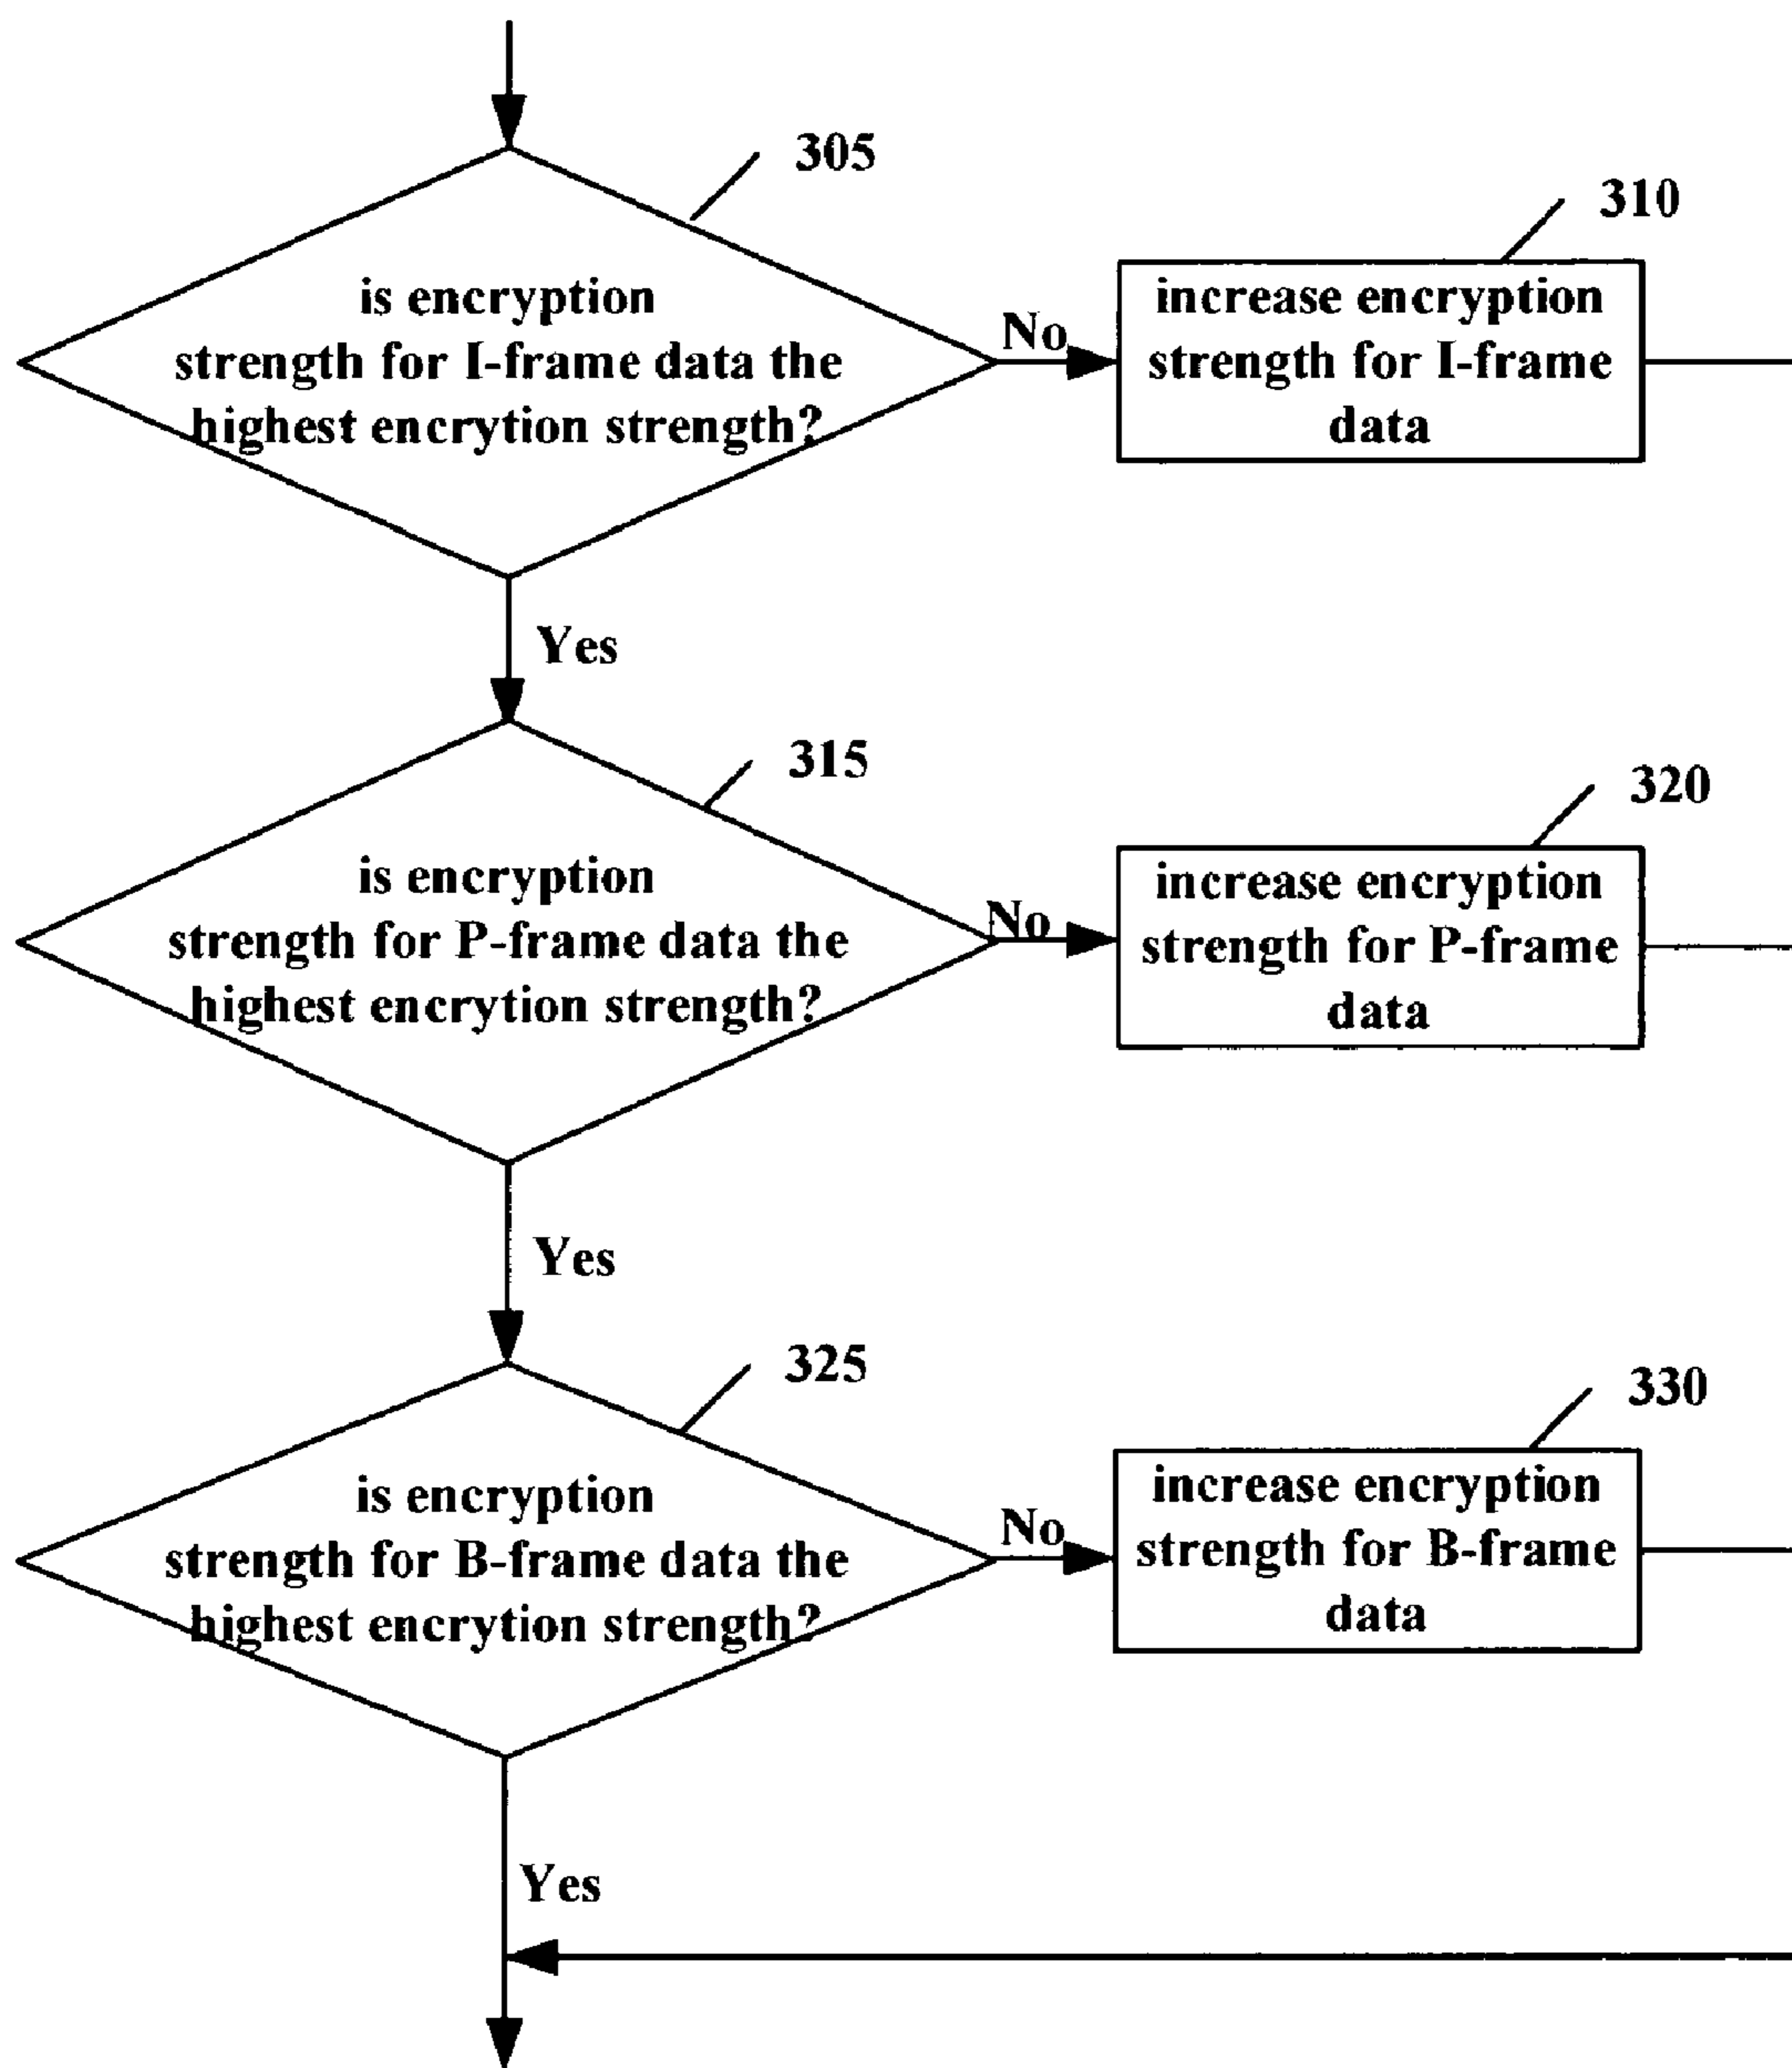 305
is encryption
strength for I-frame data the
highest encrytion strength?
No
310
increase encryption
strength for I-frame
data
Yes
315
is encryption
strength for P-frame data the
highest encrytion strength?
No
320
increase encryption
strength for P-frame
data
Yes
325
is encryption
strength for B-frame data the
highest encrytion strength?
No
330
increase encryption
strength for B-frame
data
Yes